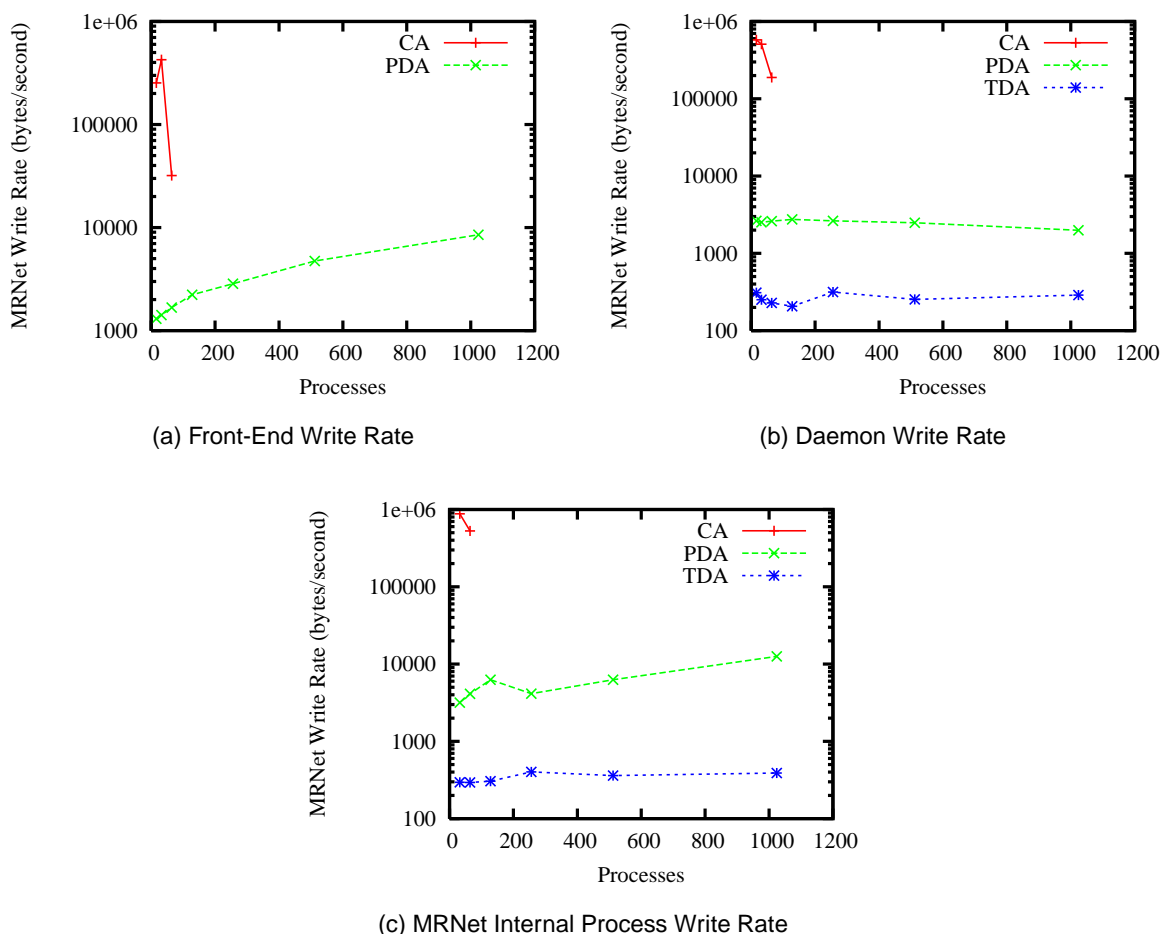 MRNet Write Rate (bytes/second)
1e+06
100000
10000
1000
0 200 400 600 800 1000 1200
Processes
CA
PDA
(a) Front-End Write Rate
MRNet Write Rate (bytes/second)
1e+06
100000
10000
1000
100
0 200 400 600 800 1000 1200
Processes
CA
PDA
TDA
(b) Daemon Write Rate
MRNet Write Rate (bytes/second)
1e+06
100000
10000
1000
100
0 200 400 600 800 1000 1200
Processes
CA
PDA
TDA
(c) MRNet Internal Process Write Rate